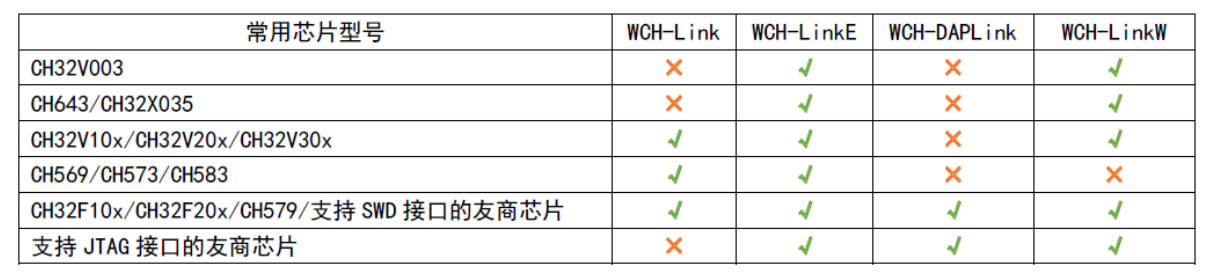 常用芯片型号 WCH-Link WCH-LinkE WCH-DAPLink WCH-LinkW
CH32V003 × √ × √
CH643/CH32X035 × √ × √
CH32V10x/CH32V20x/CH32V30x √ √ × √
CH569/CH573/CH583 √ √ × ×
CH32F10x/CH32F20x/CH579/支持 SWD 接口的友商芯片 √ √ √ √
支持 JTAG 接口的友商芯片 × √ √ √